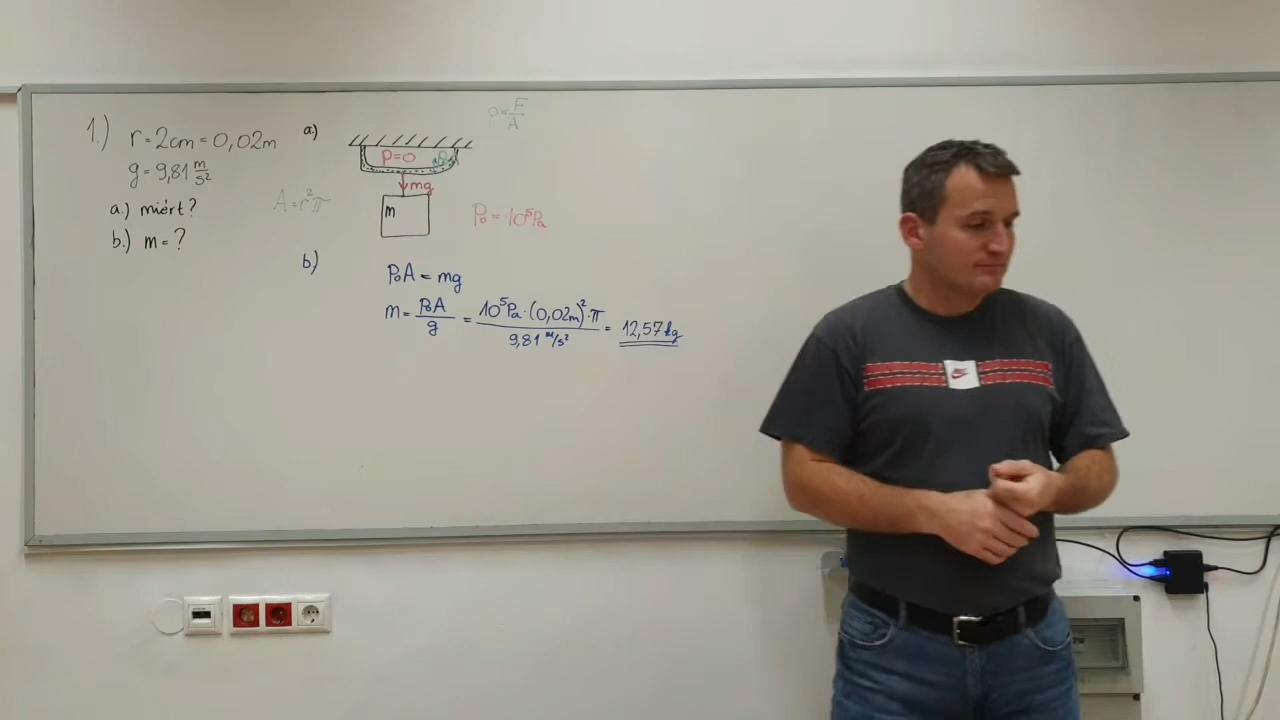 1.)
r=2cm=0,02m
g=9,81 m/s²
a.) miért?
b.) m=?
A=r²π
a)
p=F/A
p=0
mg
m
p₀=10⁵Pa
b)
p₀A=mg
m= p₀A/g = 10⁵Pa·(0,02m)²·π / 9,81 m/s² = 12,57kg